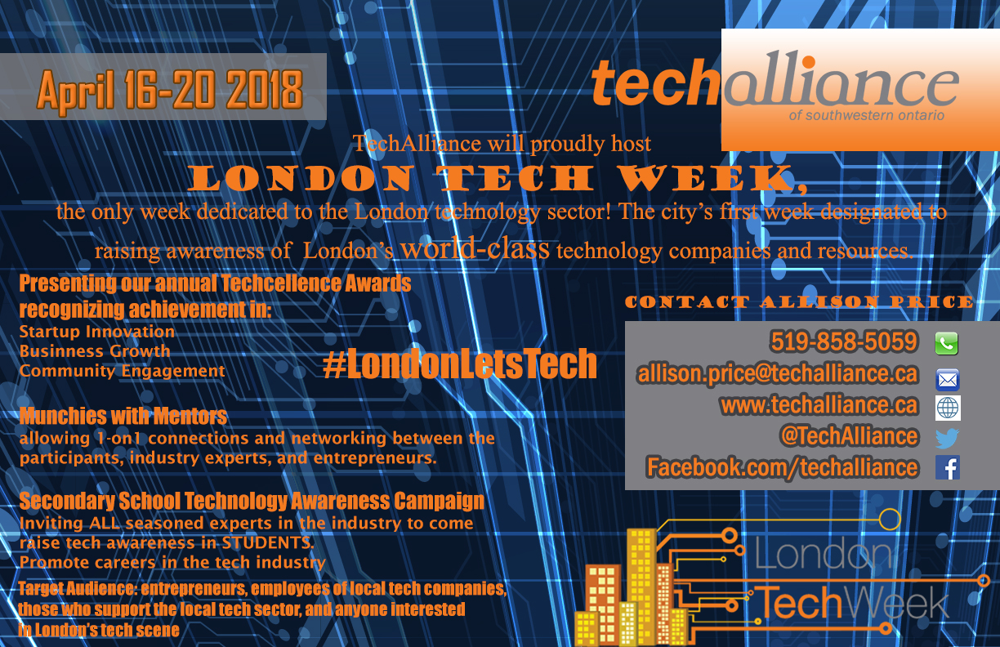 April 16-20 2018
techalliance
of southwestern ontario
TechAlliance will proudly host
LONDON TECH WEEK,
the only week dedicated to the London technology sector! The city's first week designated to
raising awareness of London's world-class technology companies and resources.
Presenting our annual Techcellence Awards
recognizing achievement in:
Startup Innovation
Businness Growth
Community Engagement
#LondonLetsTech
Munchies with Mentors
allowing 1-on1 connections and networking between the
participants, industry experts, and entrepreneurs.
Secondary School Technology Awareness Campaign
Inviting ALL seasoned experts in the industry to come
raise tech awareness in STUDENTS.
Promote careers in the tech industry
Target Audience: entrepreneurs, employees of local tech companies,
those who support the local tech sector, and anyone interested
in London's tech scene
CONTACT ALLISON PRICE
519-858-5059
allison.price@techalliance.ca
www.techalliance.ca
@TechAlliance
Facebook.com/techalliance
London
TechWeek